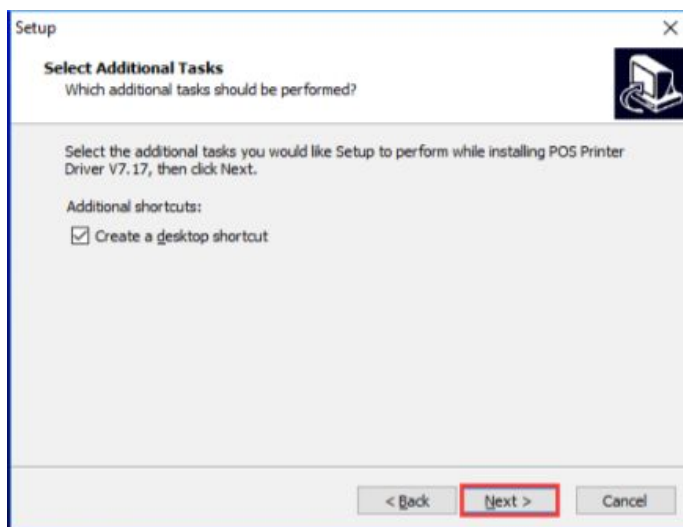 Setup
Select Additional Tasks
Which additional tasks should be performed?
Select the additional tasks you would like Setup to perform while installing POS Printer
Driver V7.17, then click Next.
Additional shortcuts:
Create a desktop shortcut
< Back Next > Cancel